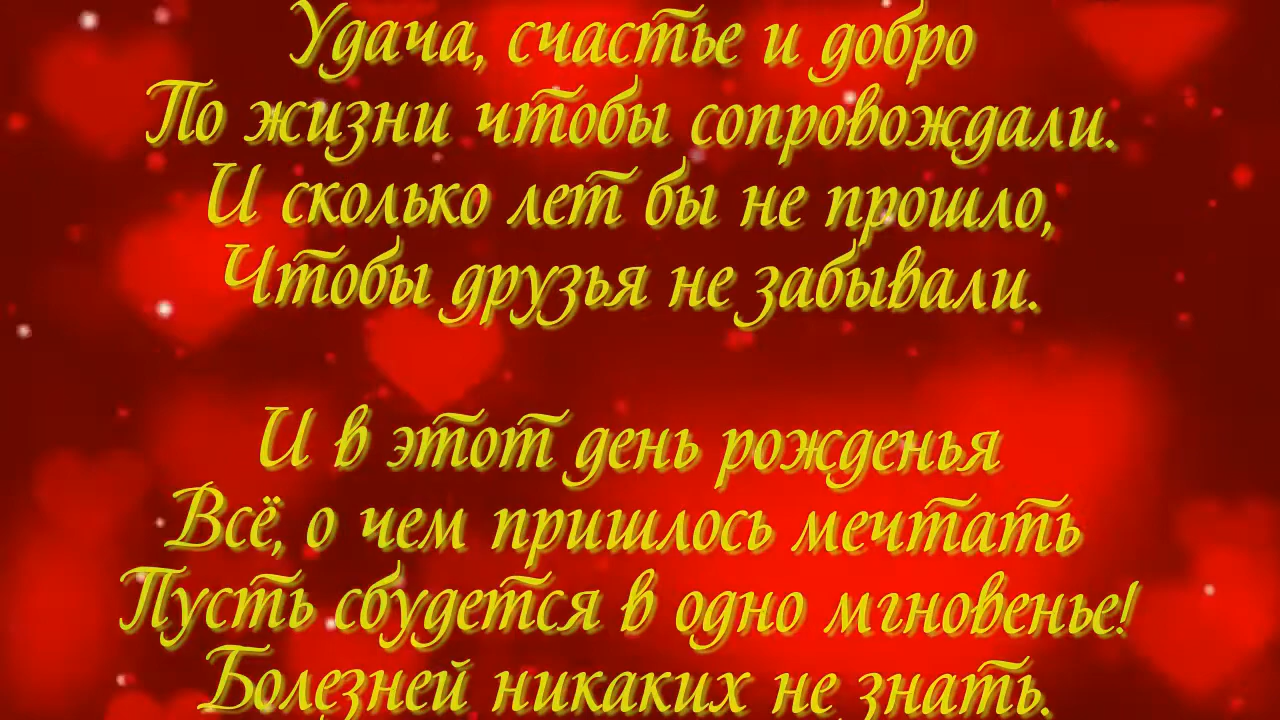 Удача, счастье и добро
По жизни чтобы сопровождали.
И сколько лет бы не прошло,
Чтобы друзья не забывали.
И в этот день рожденья
Всё, о чем пришлось мечтать
Пусть сбудется в одно мгновенье!
Болезней никаких не знать.